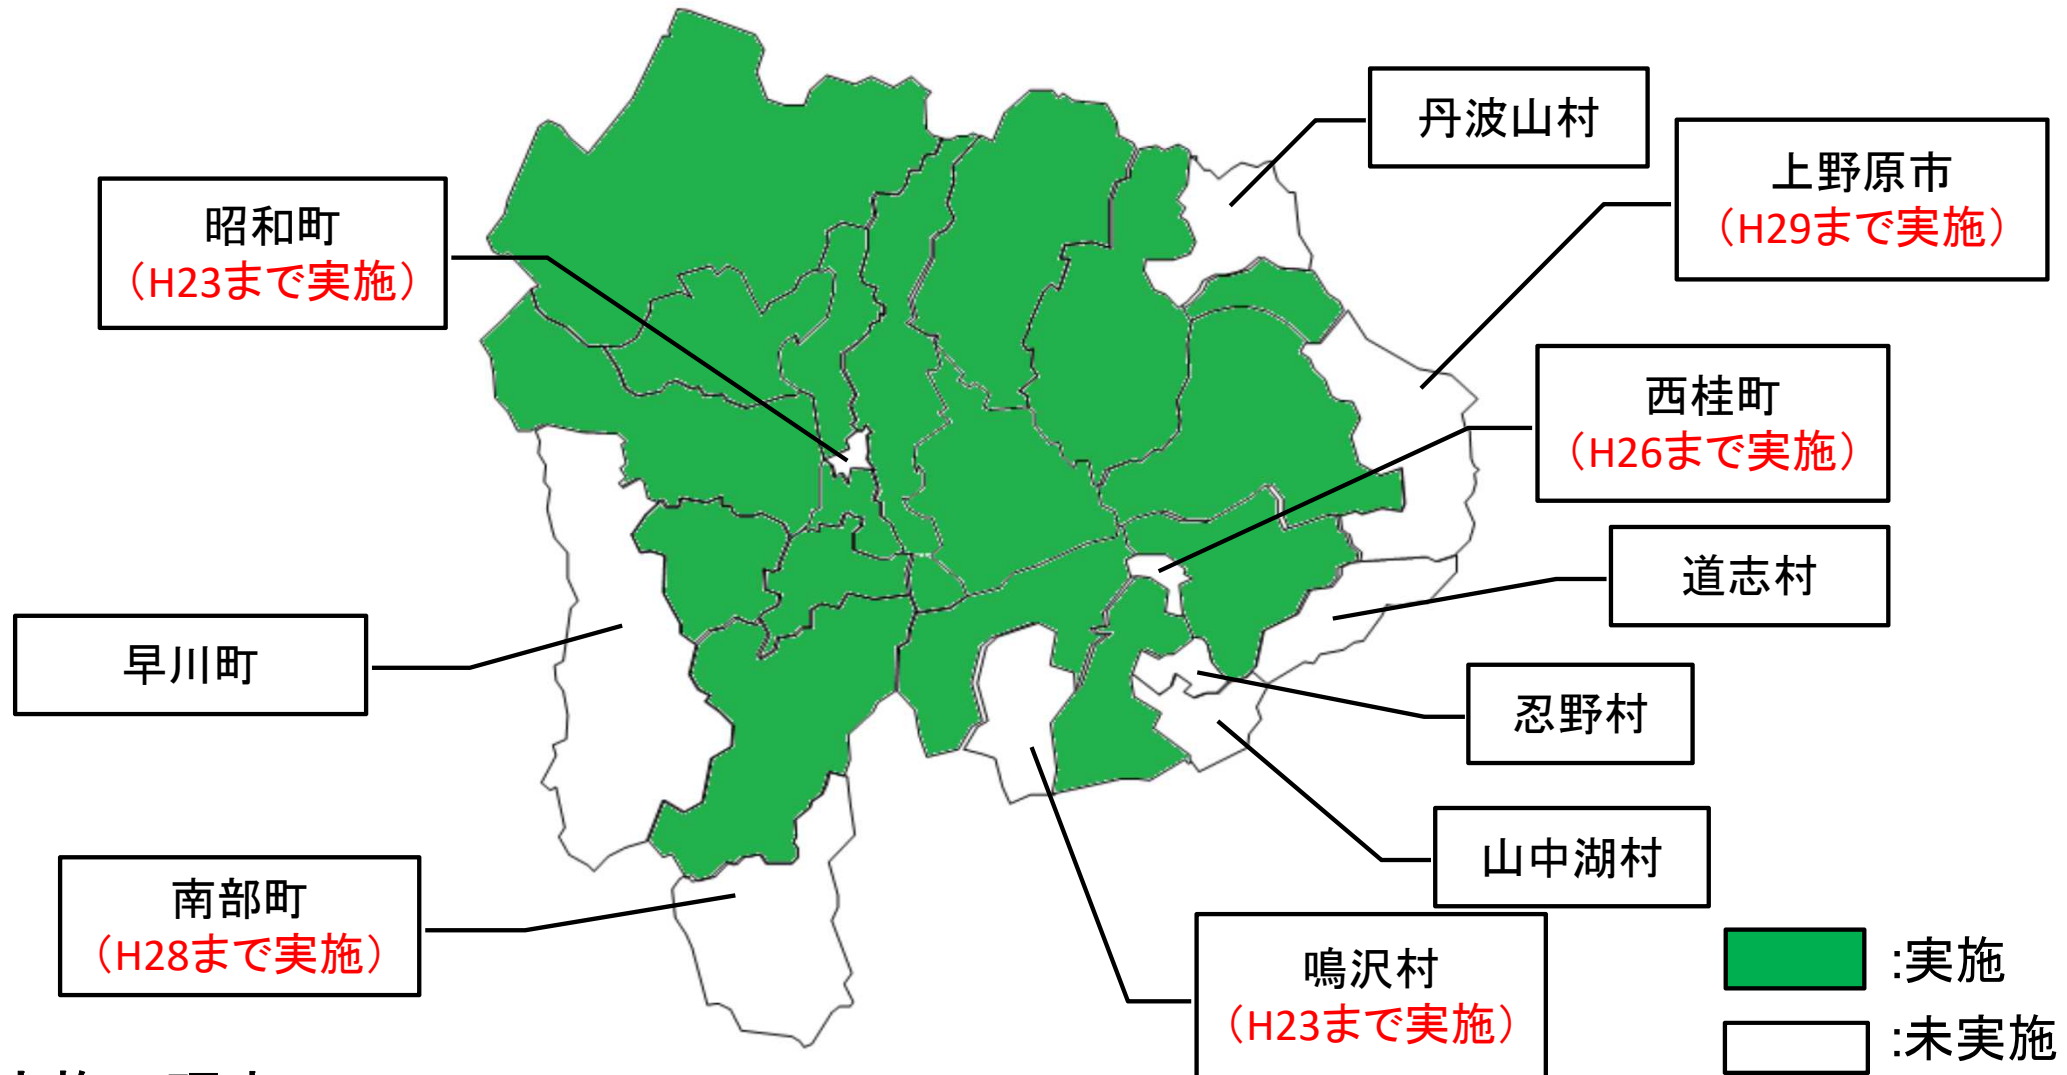 丹波山村
上野原市
（H29まで実施）
昭和町
（H23まで実施）
西桂町
（H26まで実施）
道志村
早川町
忍野村
山中湖村
南部町
（H28まで実施）
鳴沢村
（H23まで実施）
:実施
:未実施